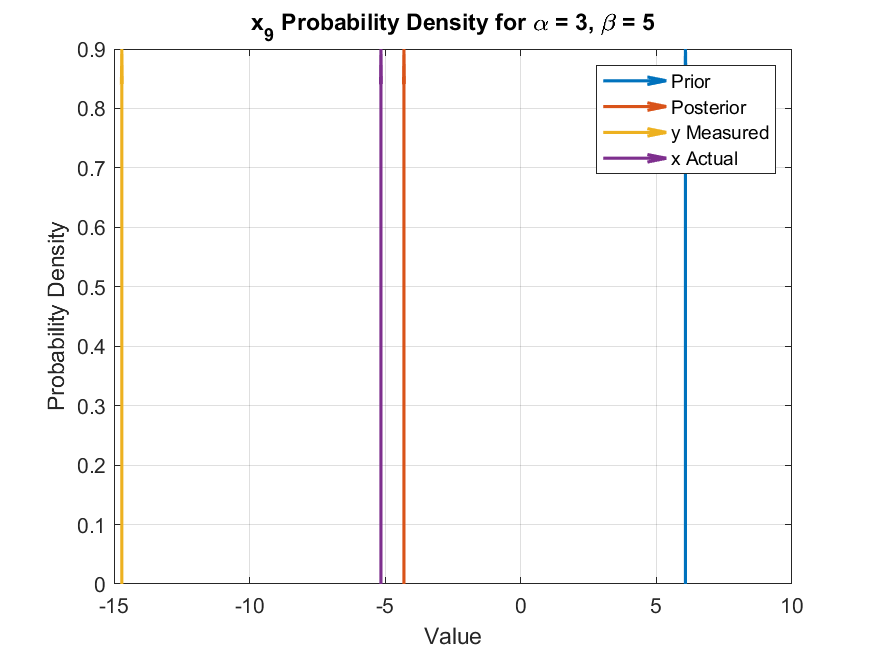 x9 Probability Density for α = 3, β = 5
0.9
0.8
0.7
0.6
0.5
0.4
0.3
0.2
0.1
0
Probability Density
Prior
Posterior
y Measured
x Actual
-15 -10 -5 0 5 10
Value